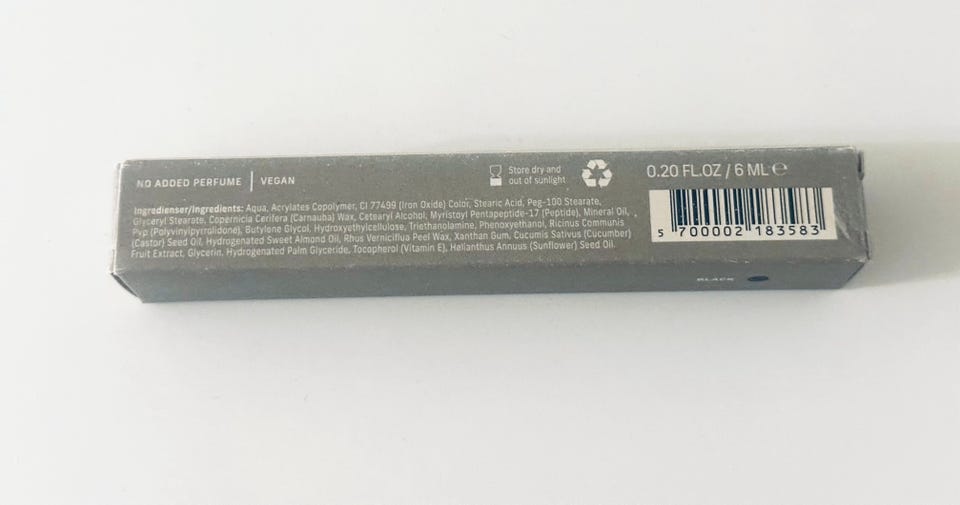 NO ADDED PERFUME | VEGAN
Store dry and
out of sunlight
0.20 FL.OZ / 6 ML ℮
Ingredienser/Ingredients: Aqua, Acrylates Copolymer, CI 77499 (Iron Oxide) Color, Stearic Acid, Peg-100 Stearate,
Glyceryl Stearate, Copernicia Cerifera (Carnauba) Wax, Cetearyl Alcohol, Myristoyl Pentapeptide-17 (Peptide), Mineral Oil,
Pvp (Polyvinylpyrrolidone), Butylene Glycol, Hydroxyethylcellulose, Triethanolamine, Phenoxyethanol, Ricinus Communis
(Castor) Seed Oil, Hydrogenated Sweet Almond Oil, Rhus Verniciflua Peel Wax, Xanthan Gum, Cucumis Sativus (Cucumber)
Fruit Extract, Glycerin, Hydrogenated Palm Glyceride, Tocopherol (Vitamin E), Helianthus Annuus (Sunflower) Seed Oil.
5 700002 183583
BLACK